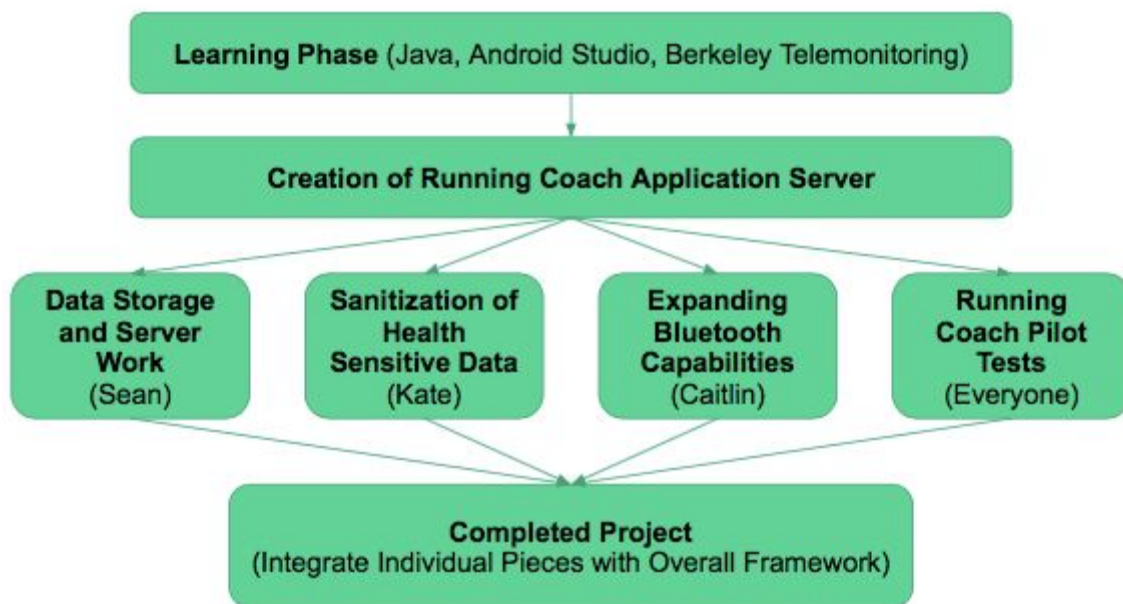 Learning Phase (Java, Android Studio, Berkeley Telemonitoring)
Creation of Running Coach Application Server
Data Storage
and Server
Work
(Sean)
Sanitization of
Health
Sensitive Data
(Kate)
Expanding
Bluetooth
Capabilities
(Caitlin)
Running
Coach Pilot
Tests
(Everyone)
Completed Project
(Integrate Individual Pieces with Overall Framework)